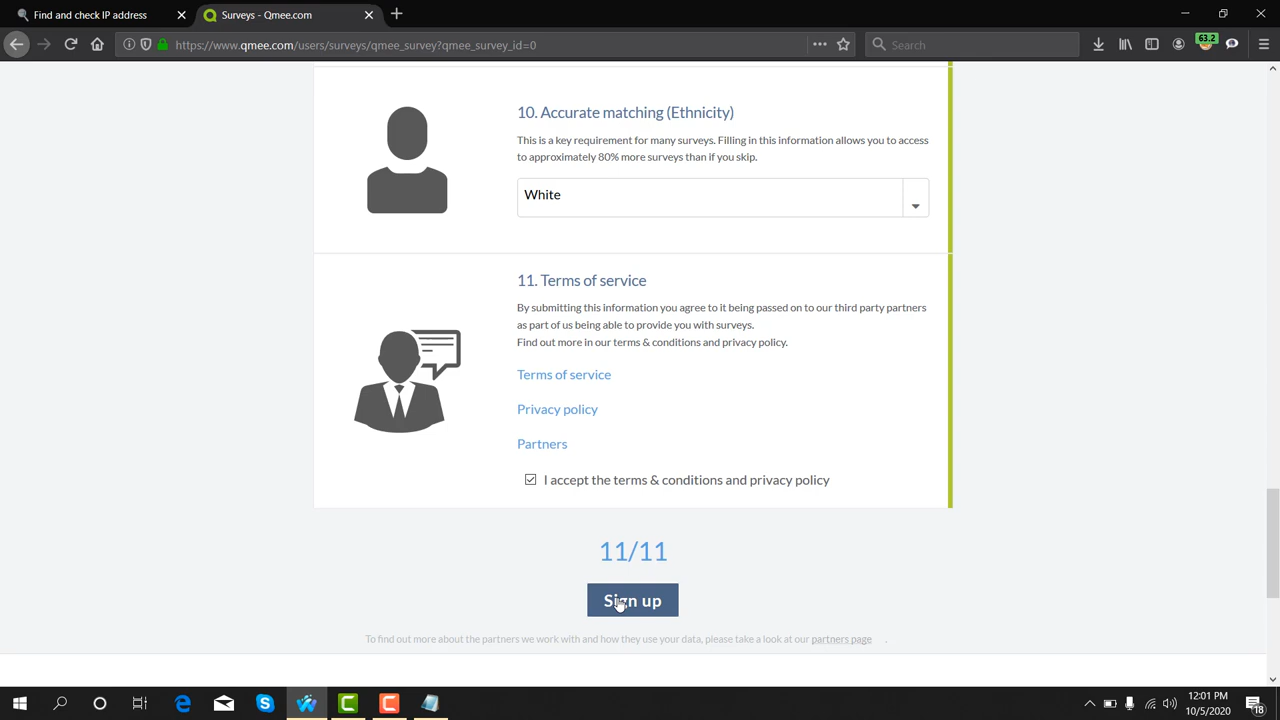 Find and check IP address
Surveys - Qmee.com
https://www.qmee.com/users/surveys/qmee_survey?qmee_survey_id=0
Search
63.2
10. Accurate matching (Ethnicity)
This is a key requirement for many surveys. Filling in this information allows you to access
to approximately 80% more surveys than if you skip.
White
11. Terms of service
By submitting this information you agree to it being passed on to our third party partners
as part of us being able to provide you with surveys.
Find out more in our terms & conditions and privacy policy.
Terms of service
Privacy policy
Partners
I accept the terms & conditions and privacy policy
11/11
Sign up
To find out more about the partners we work with and how they use your data, please take a look at our partners page .
12:01 PM
10/5/2020
18